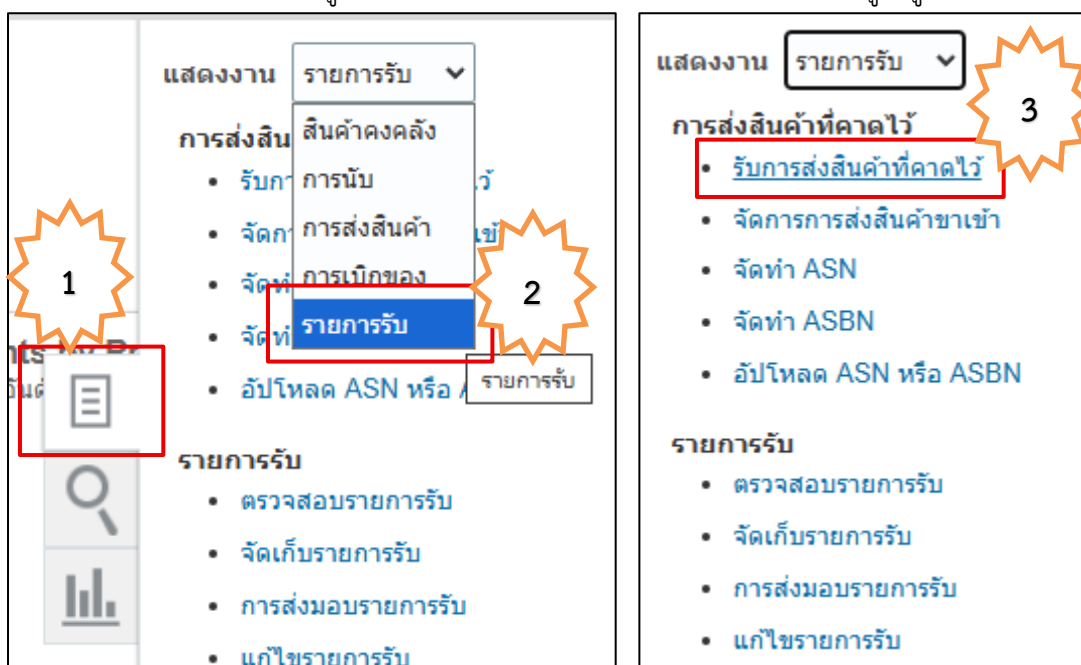 แสดงงาน รายการรับ
สินค้าคงคลัง
การส่งสิน
การนับ
การส่งสินค้า
การเบิกของ
รายการรับ
รายการรับ
อัปโหลด ASN หรือ
รายการรับ
ตรวจสอบรายการรับ
จัดเก็บรายการรับ
การส่งมอบรายการรับ
แก้ไขรายการรับ
1
2
แสดงงาน รายการรับ
3
การส่งสินค้าที่คาดไว้
รับการส่งสินค้าที่คาดไว้
จัดการการส่งสินค้าขาเข้า
จัดทำ ASN
จัดทำ ASBN
อัปโหลด ASN หรือ ASBN
รายการรับ
ตรวจสอบรายการรับ
จัดเก็บรายการรับ
การส่งมอบรายการรับ
แก้ไขรายการรับ